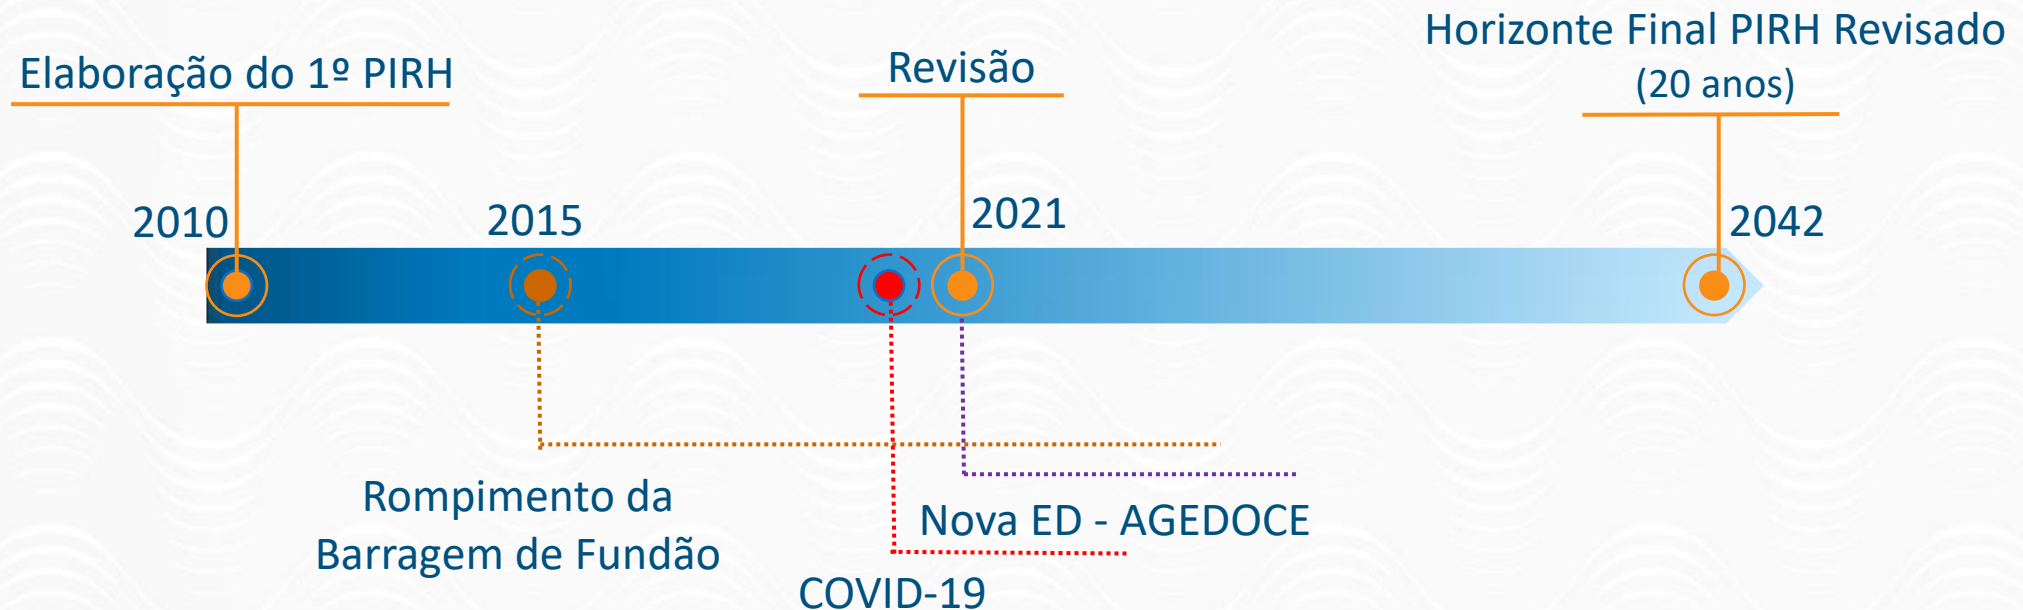 Elaboração do 1º PIRH
Revisão
Horizonte Final PIRH Revisado
(20 anos)
2010
2015
2021
2042
Rompimento da
Barragem de Fundão
Nova ED - AGEDOCE
COVID-19